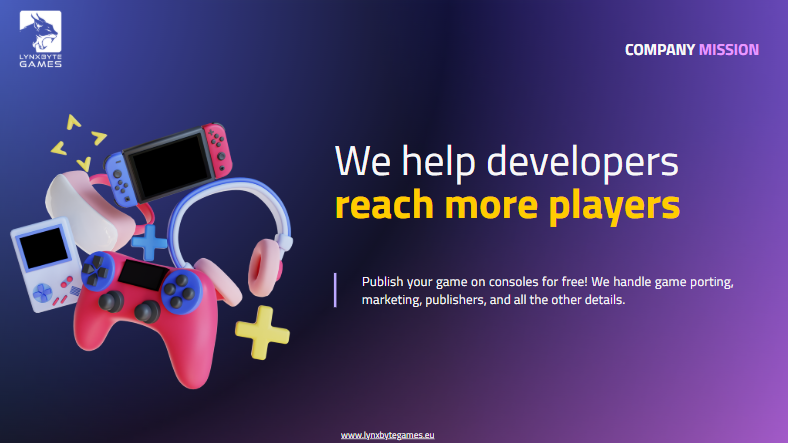 LYNXBYTE
GAMES
COMPANY MISSION
We help developers
reach more players
Publish your game on consoles for free! We handle game porting,
marketing, publishers, and all the other details.
www.lynxbytegames.eu